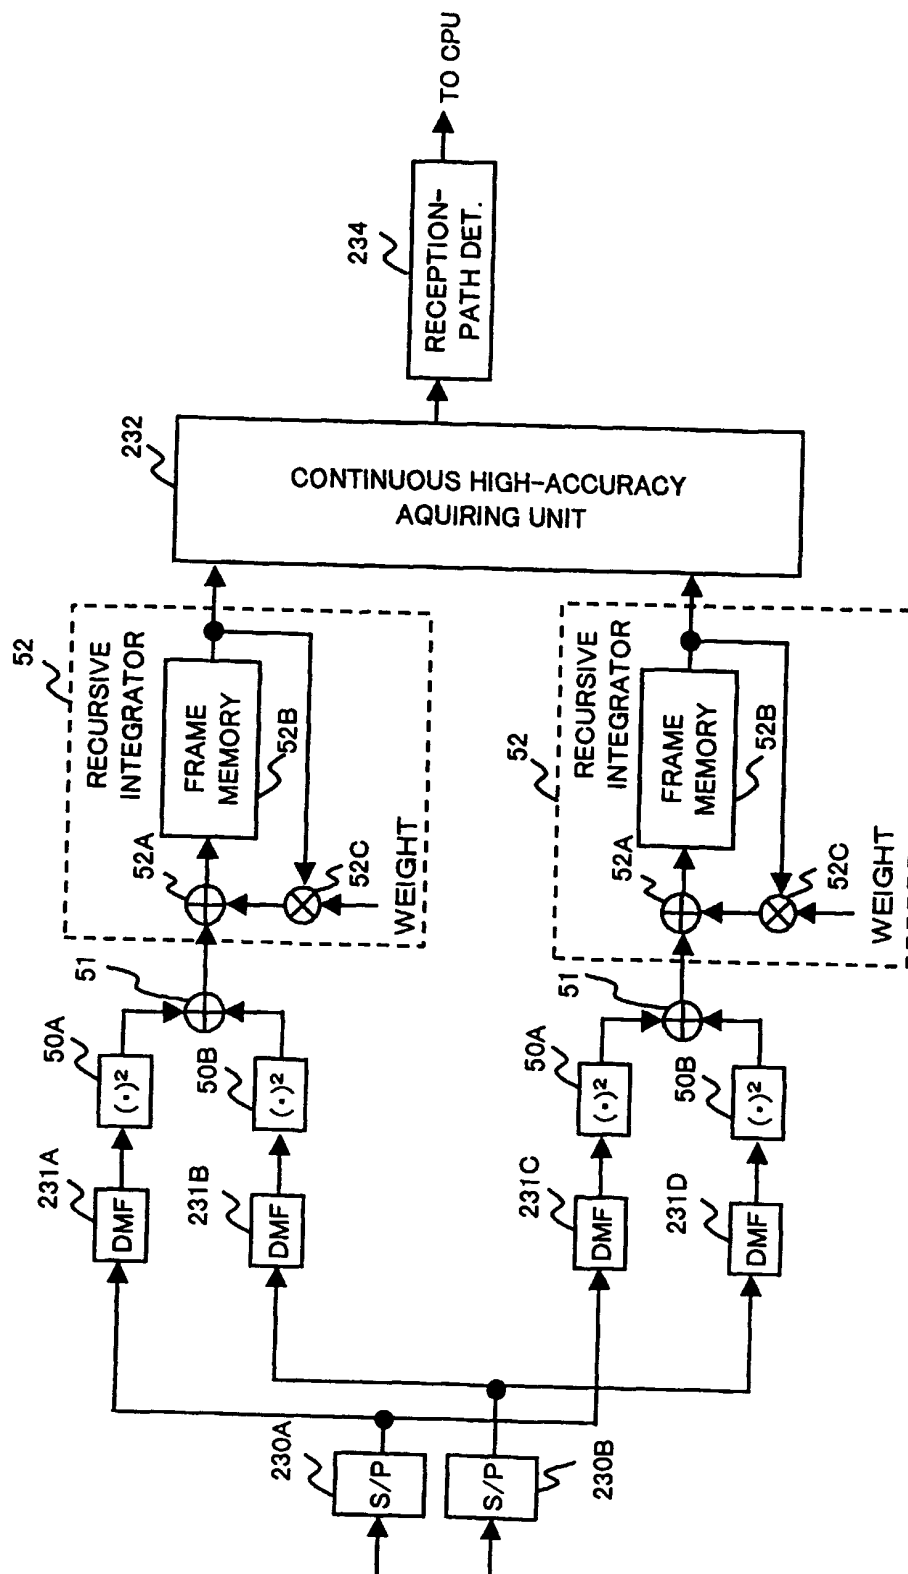 230A
S/P
S/P
230B
231A
DMF
231B
DMF
231C
DMF
231D
DMF
50A
(·)²
50B
(·)²
50A
(·)²
50B
(·)²
51
51
52
RECURSIVE
INTEGRATOR
52A
FRAME
MEMORY
52B
52C
WEIGHT
52
RECURSIVE
INTEGRATOR
52A
FRAME
MEMORY
52B
52C
WEIGHT
232
CONTINUOUS HIGH-ACCURACY
AQUIRING UNIT
234
RECEPTION-
PATH DET.
TO CPU